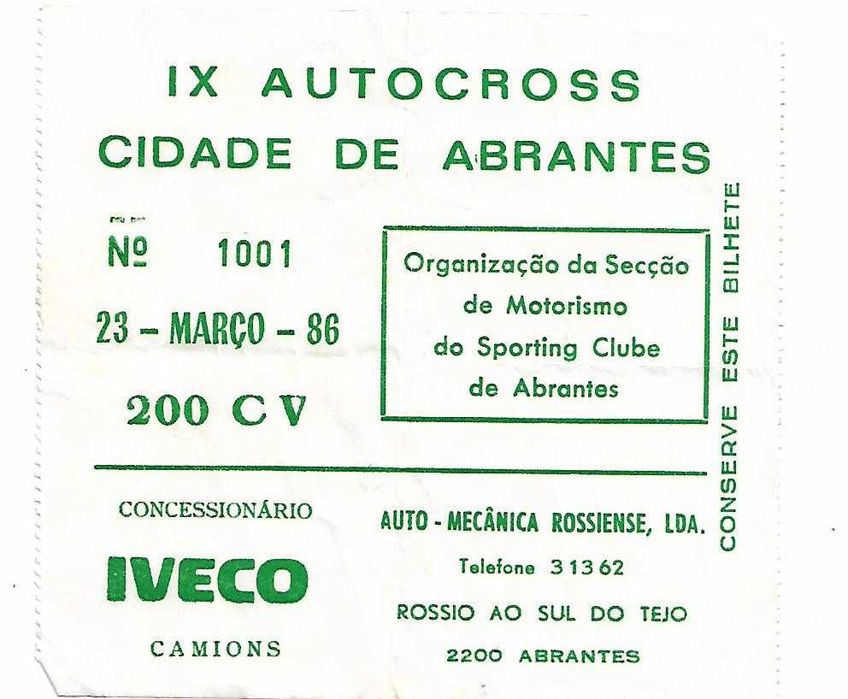 IX AUTOCROSS
CIDADE DE ABRANTES
Nº 1001
23 - MARÇO - 86
200 C V
Organização da Secção
de Motorismo
do Sporting Clube
de Abrantes
CONSERVE ESTE BILHETE
CONCESSIONÁRIO
IVECO
CAMIONS
AUTO - MECÂNICA ROSSIENSE, LDA.
Telefone 31362
ROSSIO AO SUL DO TEJO
2200 ABRANTES